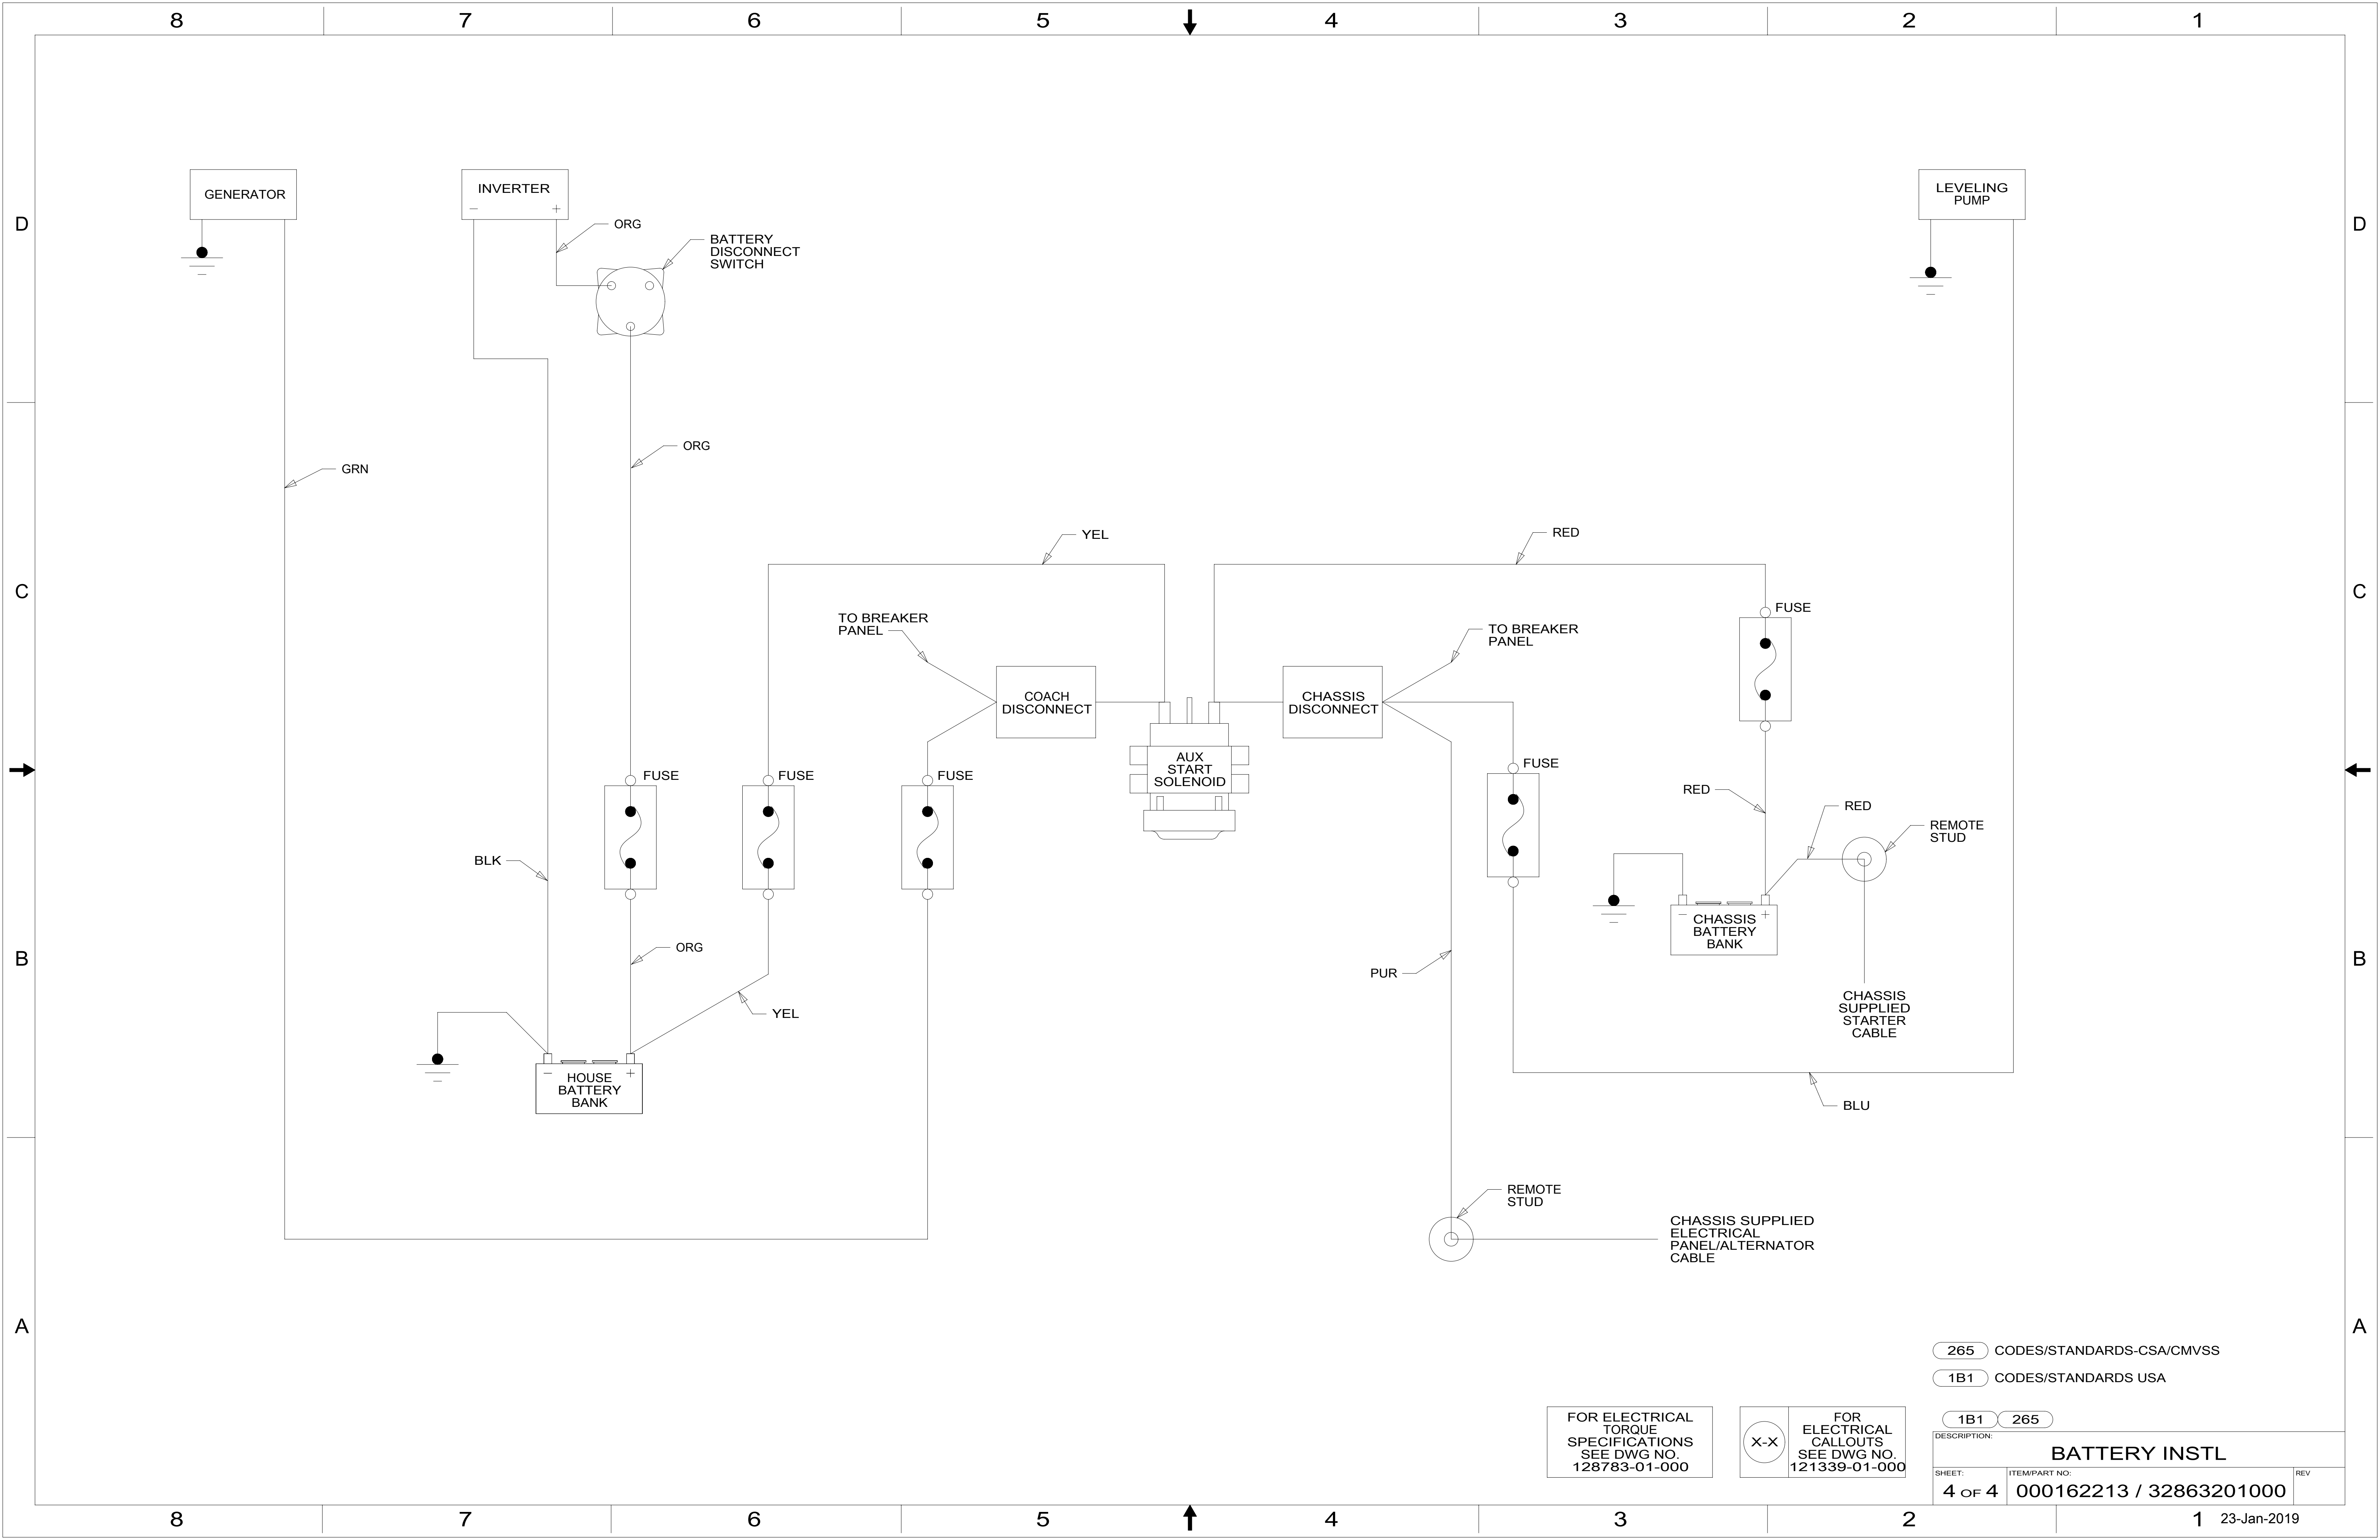 8 7 6 5 4 3 2 1
GENERATOR
INVERTER
− +
LEVELING
PUMP
D D
ORG
BATTERY
DISCONNECT
SWITCH
ORG
GRN
YEL
RED
C C
TO BREAKER
PANEL
FUSE
TO BREAKER
PANEL
COACH
DISCONNECT
CHASSIS
DISCONNECT
AUX
START
SOLENOID
FUSE
FUSE
FUSE
FUSE
RED
RED
REMOTE
STUD
BLK
− +
CHASSIS
BATTERY
BANK
ORG
B B
PUR
YEL
CHASSIS
SUPPLIED
STARTER
CABLE
− +
HOUSE
BATTERY
BANK
BLU
REMOTE
STUD
CHASSIS SUPPLIED
ELECTRICAL
PANEL/ALTERNATOR
CABLE
A A
265 CODES/STANDARDS-CSA/CMVSS
1B1 CODES/STANDARDS USA
FOR ELECTRICAL
TORQUE
SPECIFICATIONS
SEE DWG NO.
128783-01-000
X-X
FOR
ELECTRICAL
CALLOUTS
SEE DWG NO.
121339-01-000
1B1 265
DESCRIPTION:
BATTERY INSTL
SHEET:
4 OF 4
ITEM/PART NO:
000162213 / 32863201000
REV
8 7 6 5 4 3 2 1
23-Jan-2019